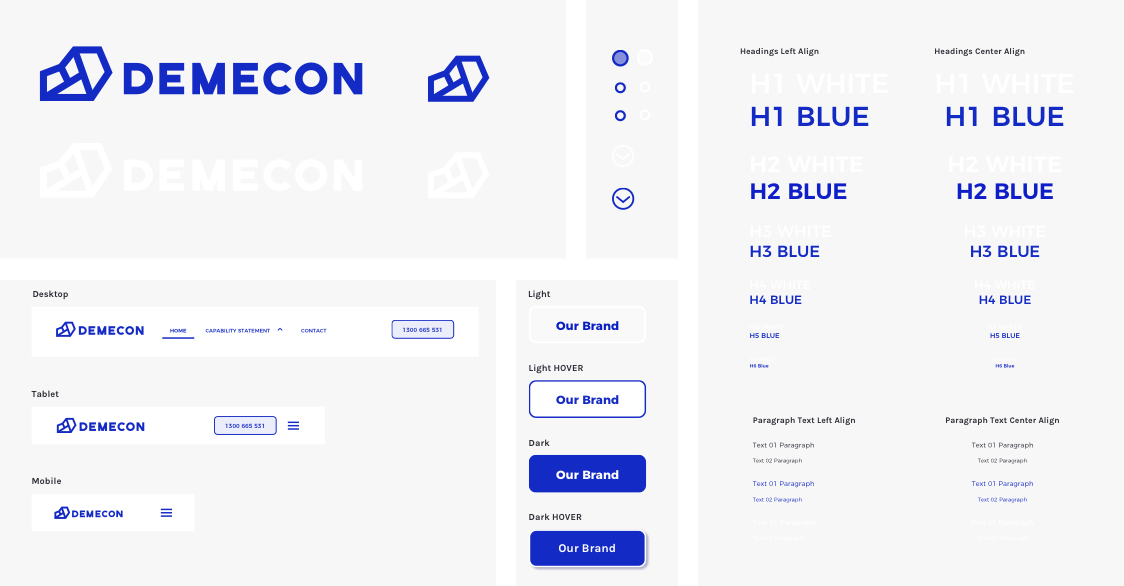 DEMECON
DEMECON
Desktop
DEMECON HOME CAPABILITY STATEMENT CONTACT 1300 665 531
Tablet
DEMECON 1300 665 531
Mobile
DEMECON
Light
Our Brand
Light HOVER
Our Brand
Dark
Our Brand
Dark HOVER
Our Brand
Headings Left Align
H1 WHITE
H1 BLUE
H2 WHITE
H2 BLUE
H3 WHITE
H3 BLUE
H4 WHITE
H4 BLUE
H5 BLUE
H6 Blue
Headings Center Align
H1 WHITE
H1 BLUE
H2 WHITE
H2 BLUE
H3 WHITE
H3 BLUE
H4 WHITE
H4 BLUE
H5 BLUE
H6 Blue
Paragraph Text Left Align
Text 01 Paragraph
Text 02 Paragraph
Text 01 Paragraph
Text 02 Paragraph
Text 01 Paragraph
Text 02 Paragraph
Paragraph Text Center Align
Text 01 Paragraph
Text 02 Paragraph
Text 01 Paragraph
Text 02 Paragraph
Text 01 Paragraph
Text 02 Paragraph